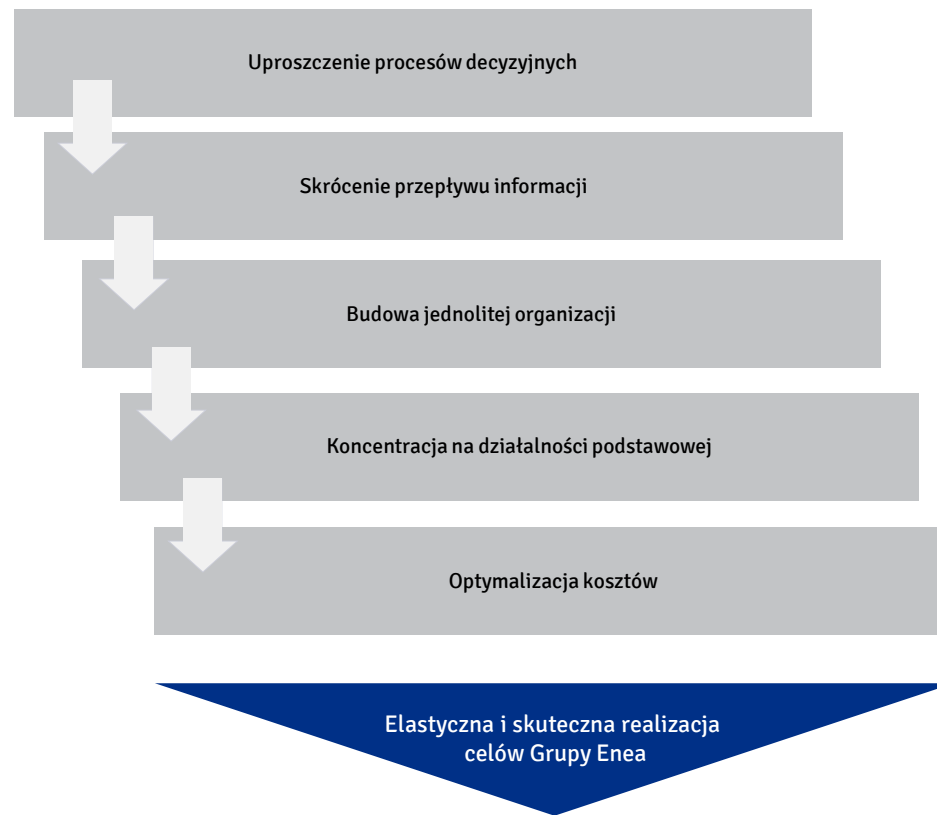 Uproszczenie procesów decyzyjnych
Skrócenie przepływu informacji
Budowa jednolitej organizacji
Koncentracja na działalności podstawowej
Optymalizacja kosztów
Elastyczna i skuteczna realizacja
celów Grupy Enea